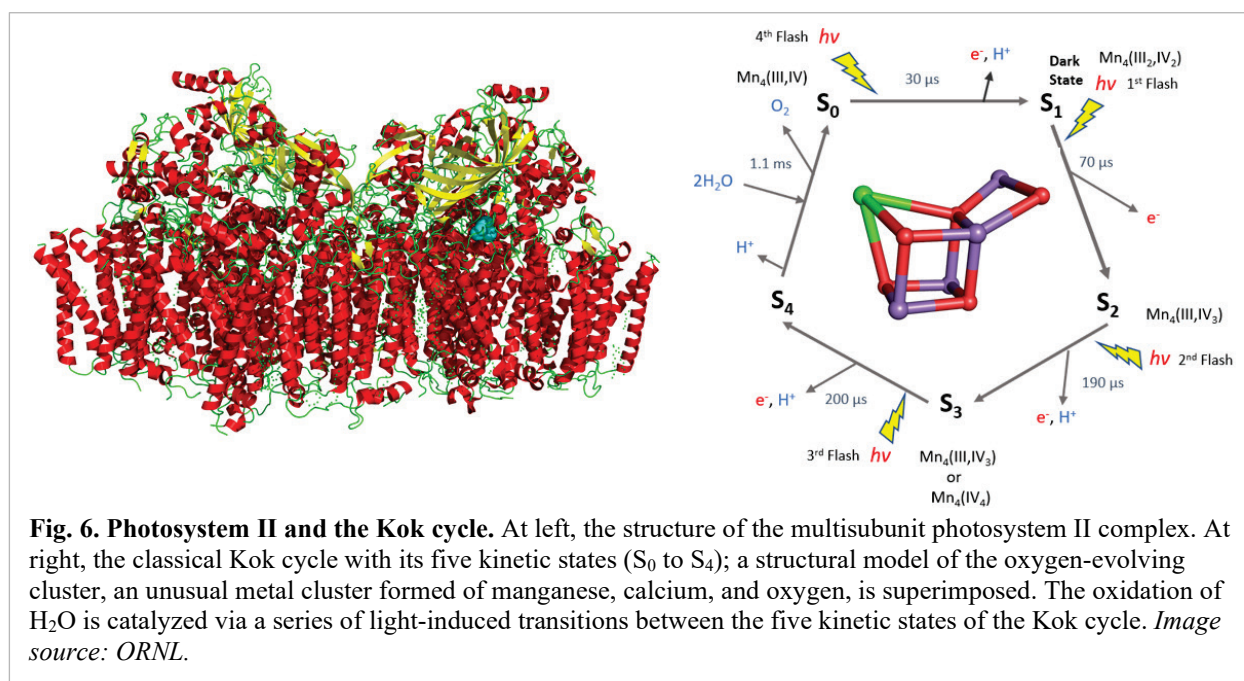 4th Flash hν
Mn4(III,IV)
O2
S0
30 µs
e-, H+
Dark
State
Mn4(III2,IV2)
hν 1st Flash
S1
1.1 ms
2H2O
70 µs
e-
H+
S4
S2
Mn4(III,IV3)
hν 2nd Flash
190 µs
e-, H+
200 µs
e-, H+
S3
3rd Flash hν
Mn4(III,IV3)
or
Mn4(IV4)
Fig. 6. Photosystem II and the Kok cycle. At left, the structure of the multisubunit photosystem II complex. At
right, the classical Kok cycle with its five kinetic states (S0 to S4); a structural model of the oxygen-evolving
cluster, an unusual metal cluster formed of manganese, calcium, and oxygen, is superimposed. The oxidation of
H2O is catalyzed via a series of light-induced transitions between the five kinetic states of the Kok cycle. Image
source: ORNL.